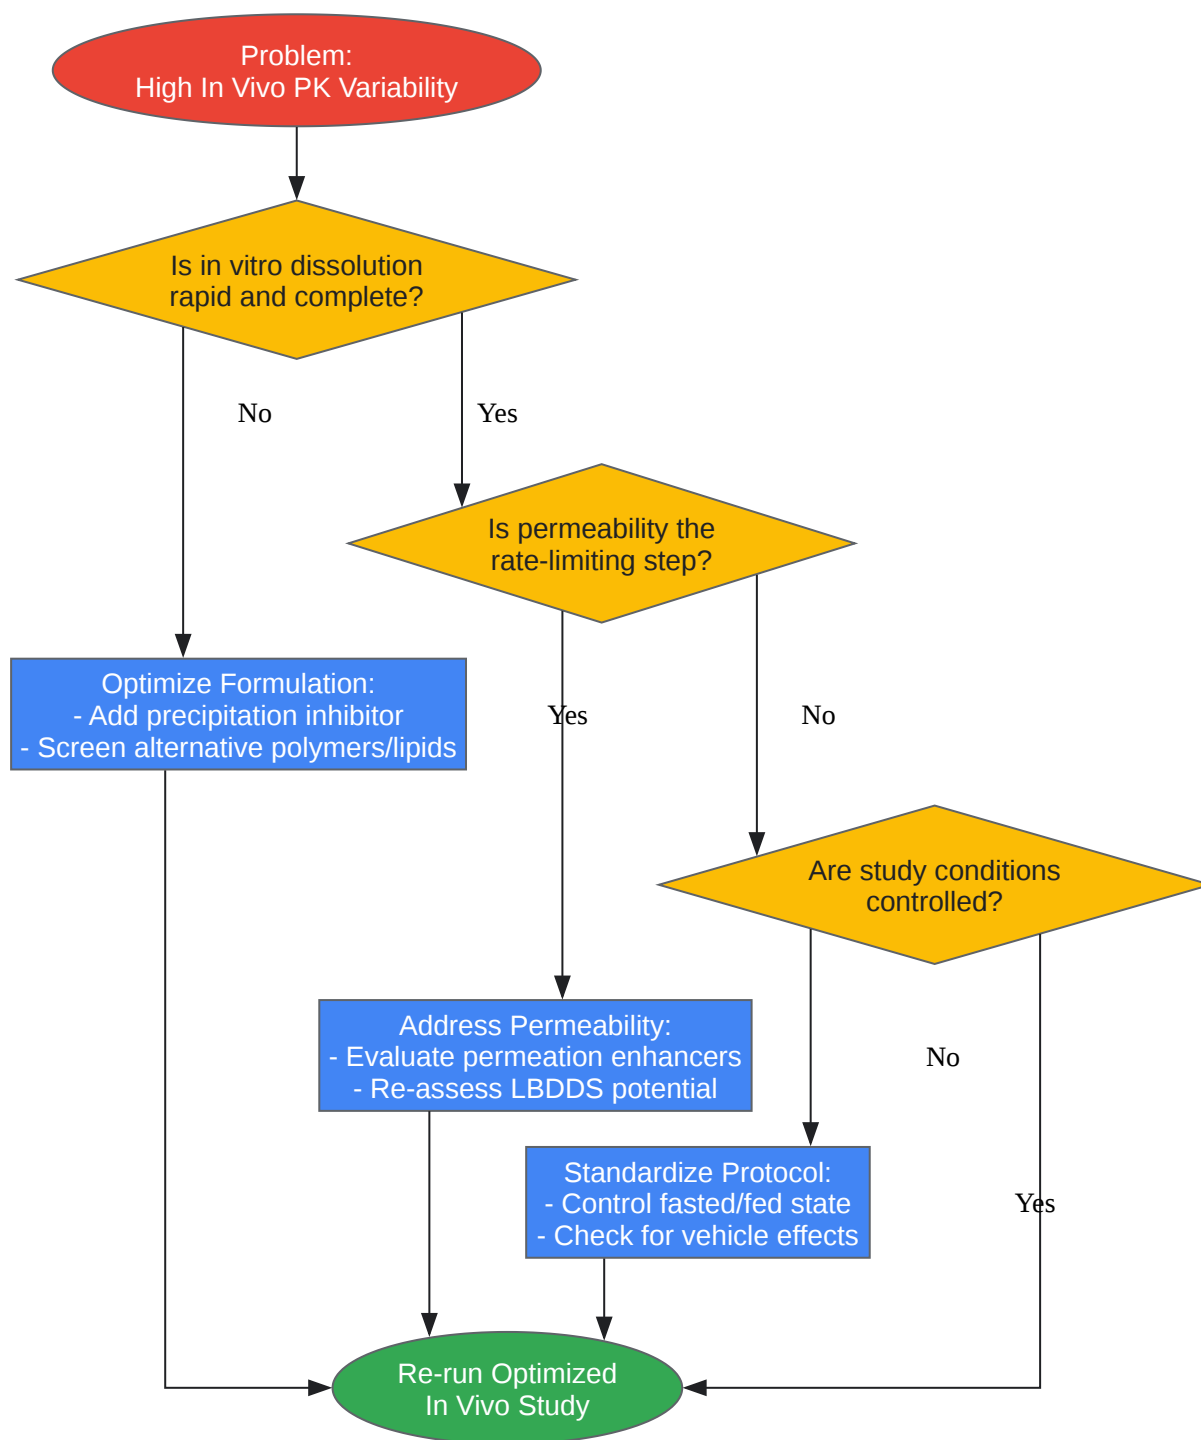 Problem:
High In Vivo PK Variability
Is in vitro dissolution
rapid and complete?
No
Yes
Is permeability the
rate-limiting step?
Optimize Formulation:
- Add precipitation inhibitor
- Screen alternative polymers/lipids
Yes
No
Are study conditions
controlled?
Address Permeability:
- Evaluate permeation enhancers
- Re-assess LBDDS potential
No
Standardize Protocol:
- Control fasted/fed state
- Check for vehicle effects
Yes
Re-run Optimized
In Vivo Study